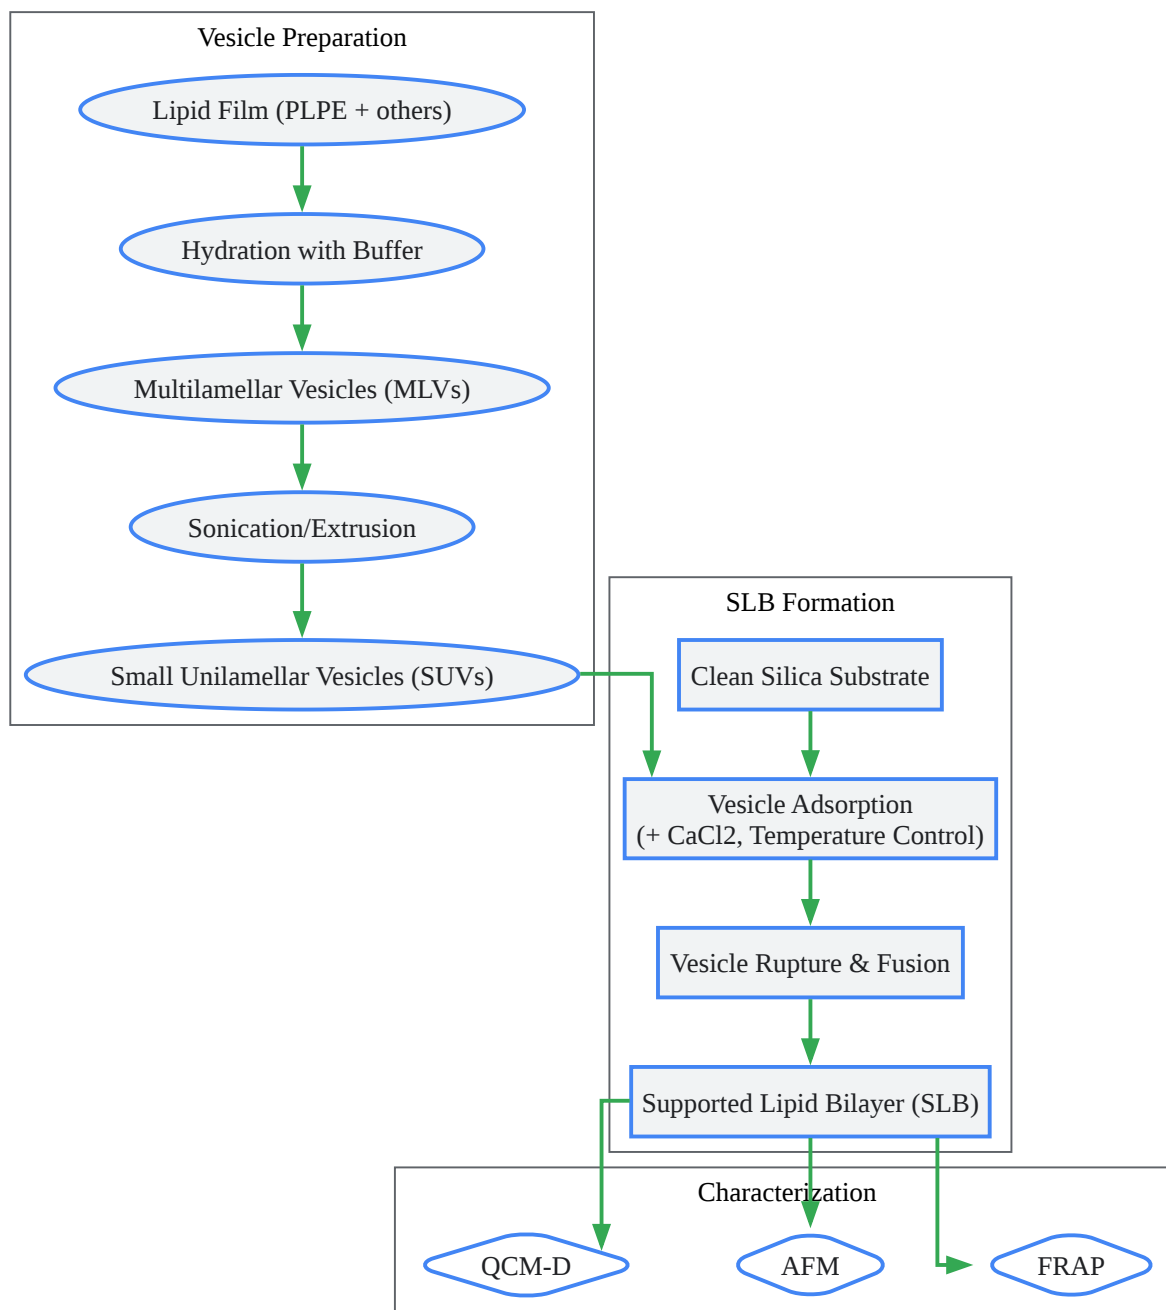 Vesicle Preparation
Lipid Film (PLPE + others)
Hydration with Buffer
Multilamellar Vesicles (MLVs)
Sonication/Extrusion
Small Unilamellar Vesicles (SUVs)
SLB Formation
Clean Silica Substrate
Vesicle Adsorption
(+ CaCl2, Temperature Control)
Vesicle Rupture & Fusion
Supported Lipid Bilayer (SLB)
Characterization
QCM-D
AFM
FRAP